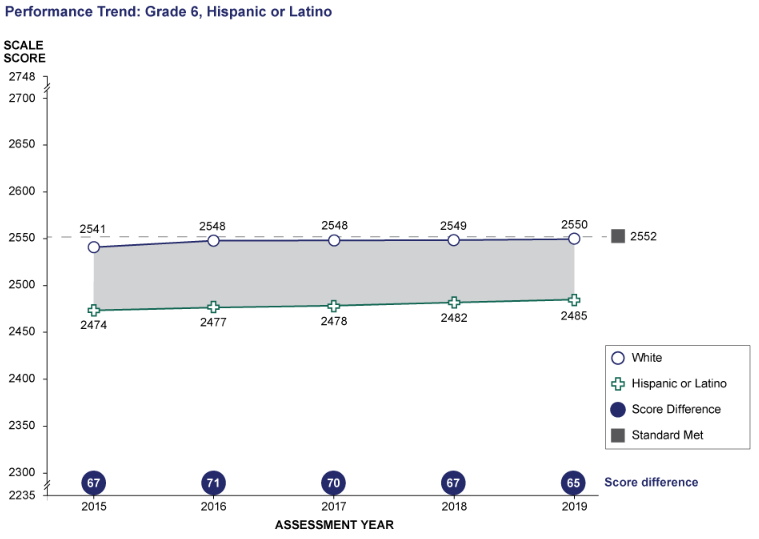 Performance Trend: Grade 6, Hispanic or Latino
SCALE
SCORE
2748
2700
2650
2600
2550
2500
2450
2400
2350
2300
2235
2541 2548 2548 2549 2550
2552
2474 2477 2478 2482 2485
White
Hispanic or Latino
Score Difference
Standard Met
67 71 70 67 65 Score difference
2015 2016 2017 2018 2019
ASSESSMENT YEAR